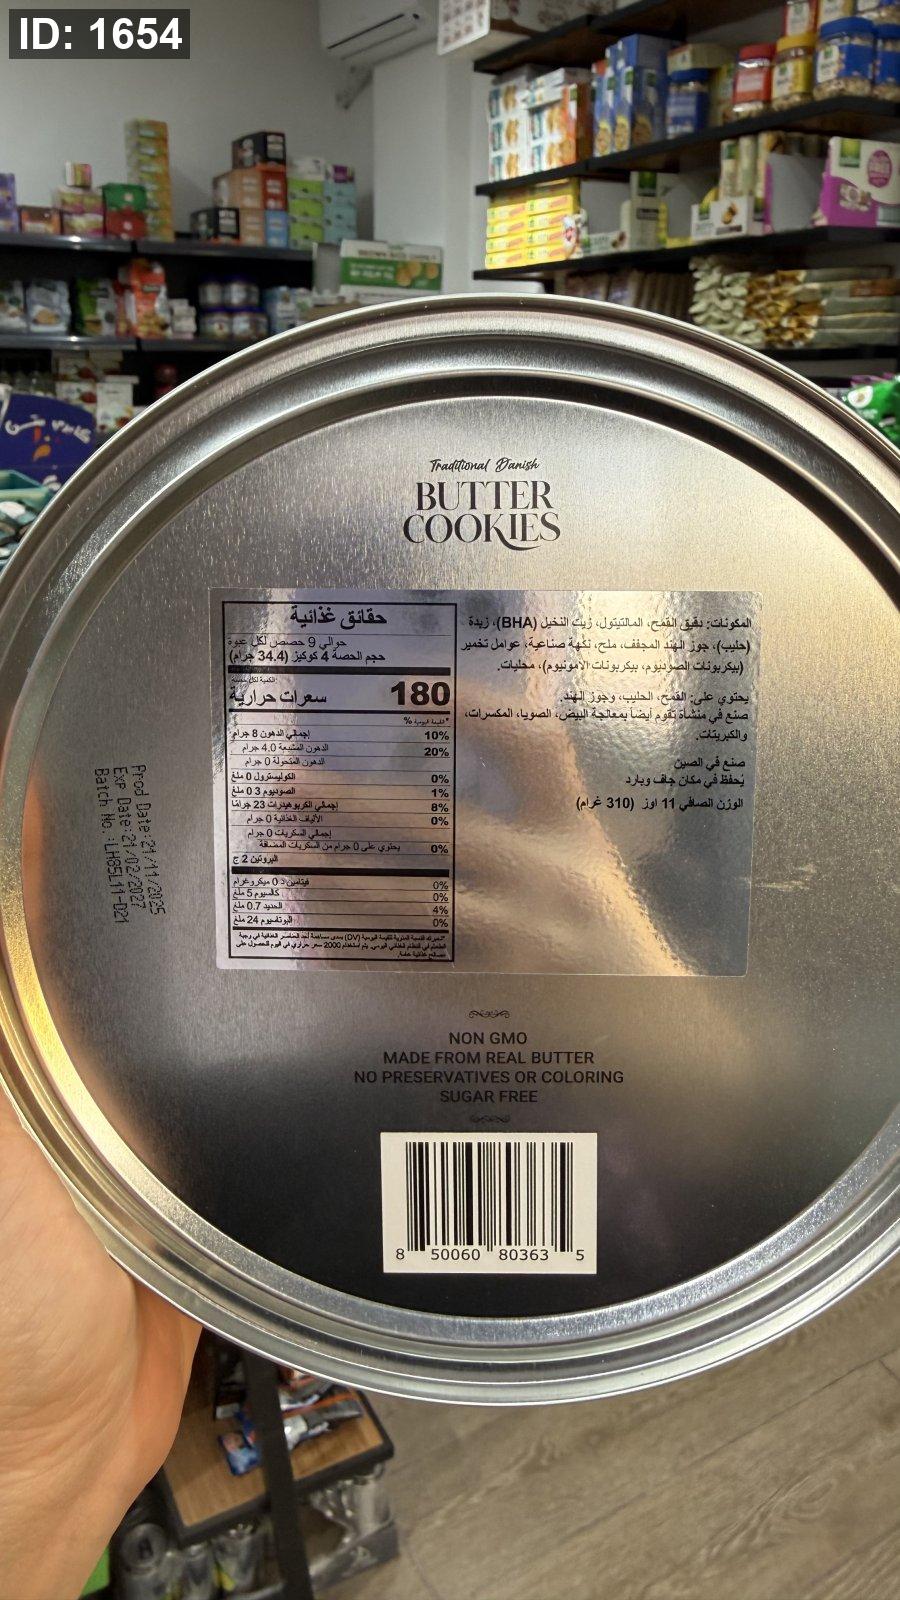 ID: 1654
Traditional Danish
BUTTER
COOKIES
المكونات: دقيق القمح، المالتيتول، زيت النخيل (BHA)، زبدة
(حليب)، جوز الهند المجفف، ملح، نكهة صناعية، عوامل تخمير
(بيكربونات الصوديوم، بيكربونات الأمونيوم)، محليات.
يحتوي على: القمح، الحليب، وجوز الهند.
صنع في منشأة تقوم أيضاً بمعالجة البيض، الصويا، المكسرات،
والكبريتات.
صنع في الصين
يُحفظ في مكان جاف وبارد
الوزن الصافي 11 اوز (310 غرام)
حقائق غذائية
حوالي 9 حصص لكل عبوة
حجم الحصة 4 كوكيز (34.4 جرام)
الكمية لكل حصة
سعرات حرارية 180
% القيمة اليومية*
إجمالي الدهون 8 جرام 10%
الدهون المشبعة 4.0 جرام 20%
الدهون المتحولة 0 جرام
الكوليسترول 0 ملغ 0%
الصوديوم 30 ملغ 1%
إجمالي الكربوهيدرات 23 جرامًا 8%
الألياف الغذائية 0 جرام 0%
إجمالي السكريات 0 جرام
يحتوي على 0 جرام من السكريات المضافة 0%
البروتين 2 ج
فيتامين د 0 ميكروغرام 0%
كالسيوم 5 ملغ 0%
الحديد 0.7 ملغ 4%
البوتاسيوم 24 ملغ 0%
Prod Date:21/11/2025
Exp Date:21/02/2027
Batch No. :LH85L11-D21
NON GMO
MADE FROM REAL BUTTER
NO PRESERVATIVES OR COLORING
SUGAR FREE
8 50060 80363 5